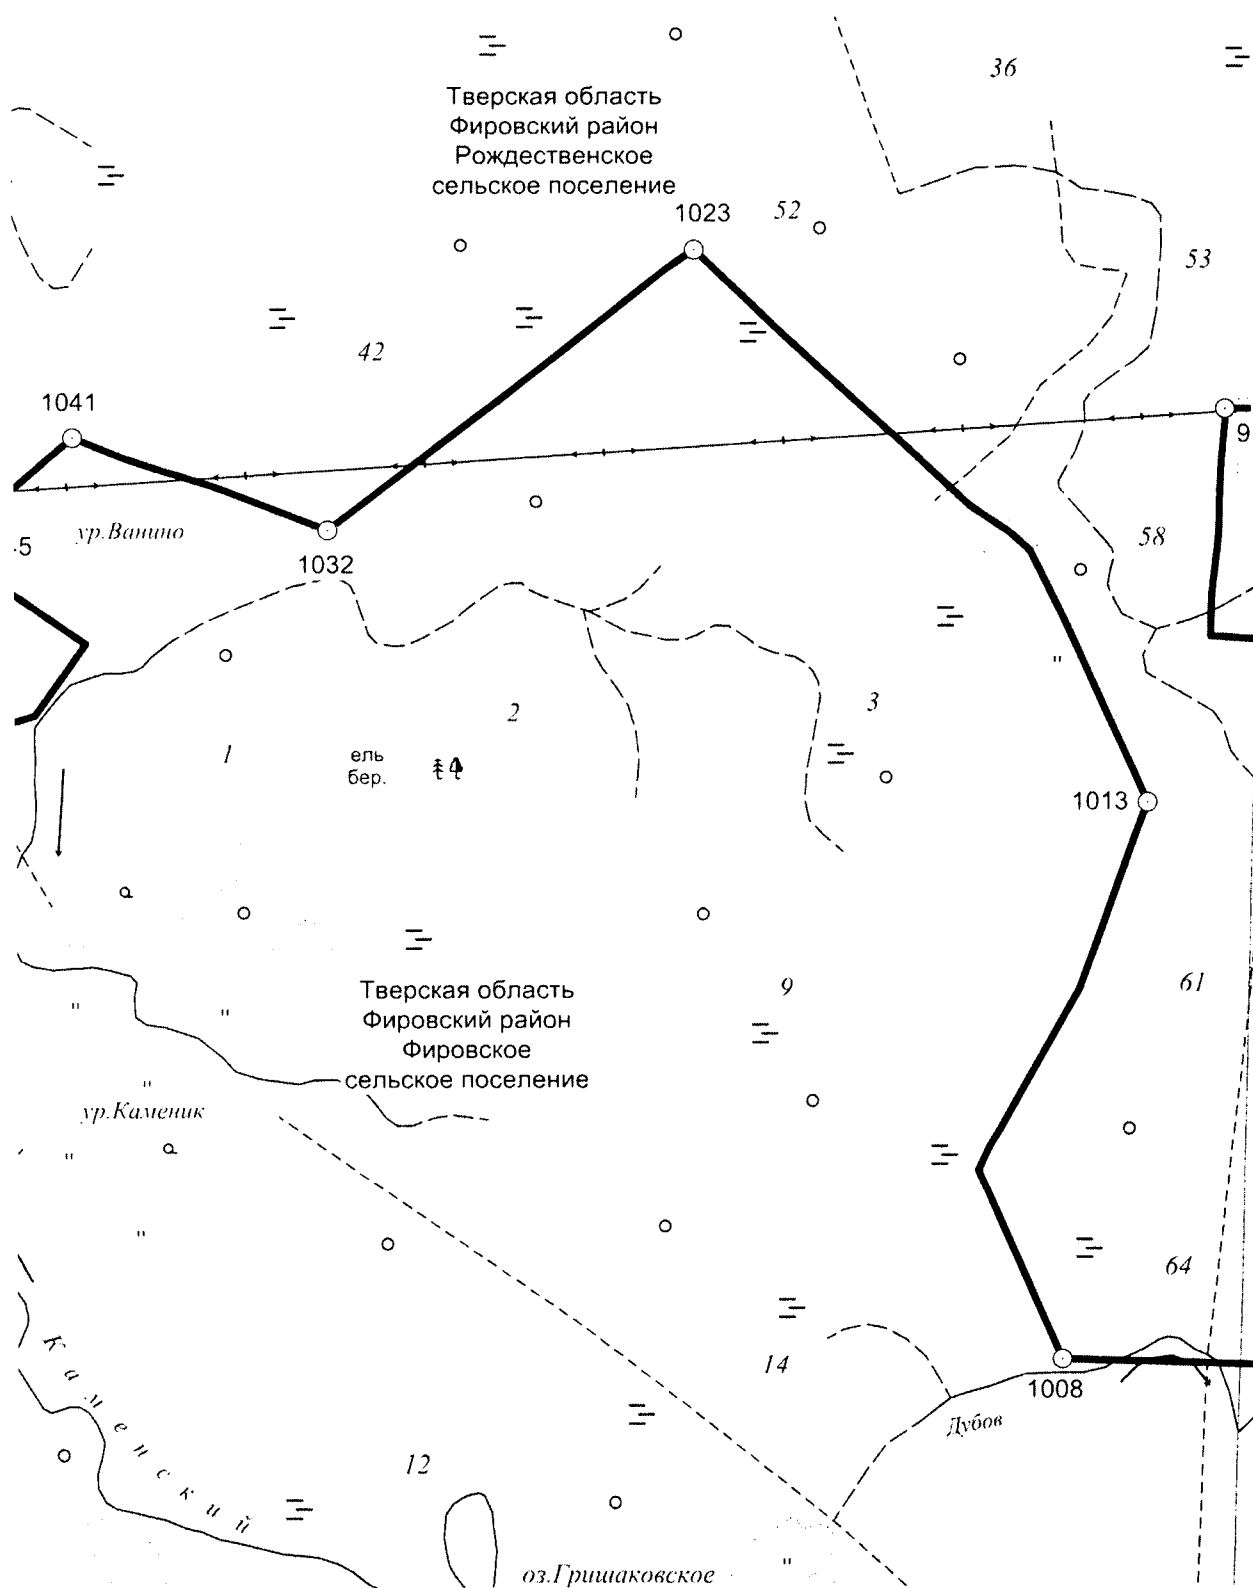 36
Тверская область
Фировский район
Рождественское
сельское поселение
1023
52
53
42
1041
9
ур.Ванино
5
1032
58
2
3
1
ель
бер.
1013
Тверская область
Фировский район
Фировское
сельское поселение
9
61
ур.Каменик
64
14
1008
Дубов
Каменский
12
оз.Гришаковское